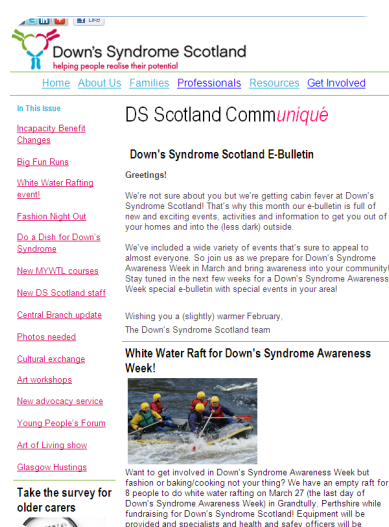 Like
Down's Syndrome Scotland
helping people realise their potential
Home About Us Families Professionals Resources Get Involved
In This Issue
Incapacity Benefit
Changes
Big Fun Runs
White Water Rafting
event!
Fashion Night Out
Do a Dish for Down's
Syndrome
New MYWTL courses
New DS Scotland staff
Central Branch update
Photos needed
Cultural exchange
Art workshops
New advocacy service
Young People's Forum
Art of Living show
Glasgow Hustings
Take the survey for
older carers
DS Scotland Communiqué
Down's Syndrome Scotland E-Bulletin
Greetings!
We're not sure about you but we're getting cabin fever at Down's
Syndrome Scotland! That's why this month our e-bulletin is full of
new and exciting events, activities and information to get you out of
your homes and into the (less dark) outside.
We've included a wide variety of events that's sure to appeal to
almost everyone. So join us as we prepare for Down's Syndrome
Awareness Week in March and bring awareness into your community!
Stay tuned in the next few weeks for a Down's Syndrome Awareness
Week special e-bulletin with special events in your area!
Wishing you a (slightly) warmer February,
The Down's Syndrome Scotland team
White Water Raft for Down's Syndrome Awareness
Week!
Want to get involved in Down's Syndrome Awareness Week but
fashion or baking/cooking not your thing? We have an empty raft for
8 people to do white water rafting on March 27 (the last day of
Down's Syndrome Awareness Week) in Grandtully, Perthshire while
fundraising for Down's Syndrome Scotland! Equipment will be
provided and specialists and health and safey officers will be